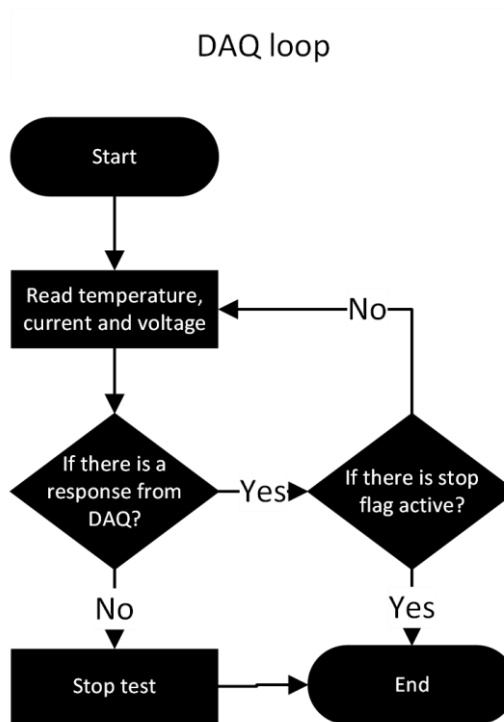 DAQ loop
Start
Read temperature,
current and voltage
No
If there is a
response from
DAQ?
Yes
If there is stop
flag active?
No
Yes
Stop test
End